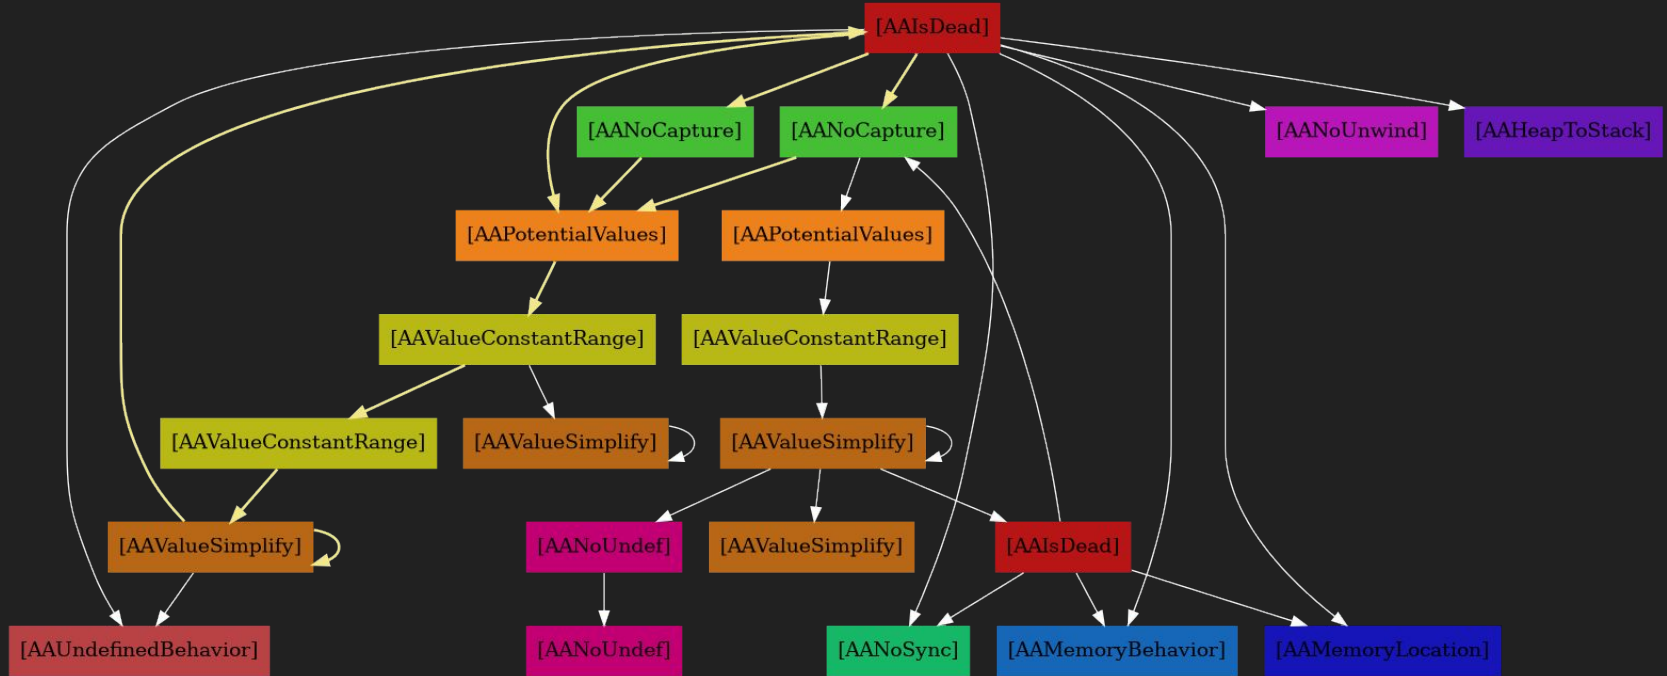 [AAIsDead]
[AANoCapture]
[AANoCapture]
[AANoUnwind]
[AAHeapToStack]
[AAPotentialValues]
[AAPotentialValues]
[AAValueConstantRange]
[AAValueConstantRange]
[AAValueConstantRange]
[AAValueSimplify]
[AAValueSimplify]
[AAValueSimplify]
[AANoUndef]
[AAValueSimplify]
[AAIsDead]
[AAUndefinedBehavior]
[AANoUndef]
[AANoSync]
[AAMemoryBehavior]
[AAMemoryLocation]